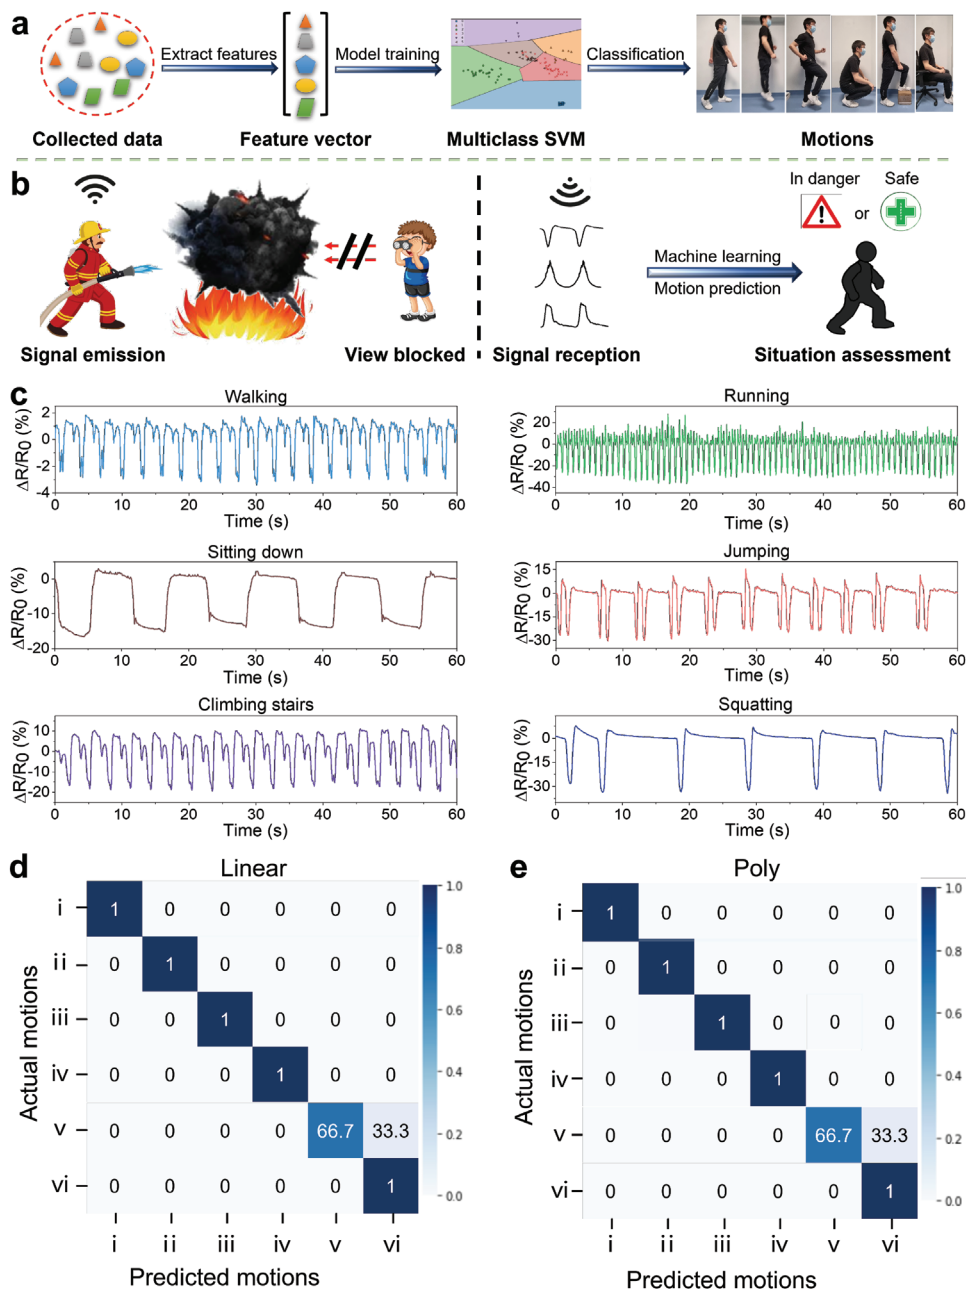 a
Extract features
Model training
Classification
Collected data
Feature vector
Multiclass SVM
Motions
b
In danger
or
Safe
Machine learning
Motion prediction
Signal emission
View blocked
Signal reception
Situation assessment
c
Walking
ΔR/R0 (%)
2
0
-2
-4
0 10 20 30 40 50 60
Time (s)
Running
ΔR/R0 (%)
20
0
-20
-40
0 10 20 30 40 50 60
Time (s)
Sitting down
ΔR/R0 (%)
0
-10
-20
0 10 20 30 40 50 60
Time (s)
Jumping
ΔR/R0 (%)
15
0
-15
-30
0 10 20 30 40 50 60
Time (s)
Climbing stairs
ΔR/R0 (%)
10
0
-10
-20
0 10 20 30 40 50 60
Time (s)
Squatting
ΔR/R0 (%)
0
-15
-30
0 10 20 30 40 50 60
Time (s)
d
Linear
Actual motions
i 1 0 0 0 0 0
ii 0 1 0 0 0 0
iii 0 0 1 0 0 0
iv 0 0 0 1 0 0
v 0 0 0 0 66.7 33.3
vi 0 0 0 0 0 1
i ii iii iv v vi
Predicted motions
1.0
0.8
0.6
0.4
0.2
0.0
e
Poly
Actual motions
i 1 0 0 0 0 0
ii 0 1 0 0 0 0
iii 0 0 1 0 0 0
iv 0 0 0 1 0 0
v 0 0 0 0 66.7 33.3
vi 0 0 0 0 0 1
i ii iii iv v vi
Predicted motions
1.0
0.8
0.6
0.4
0.2
0.0